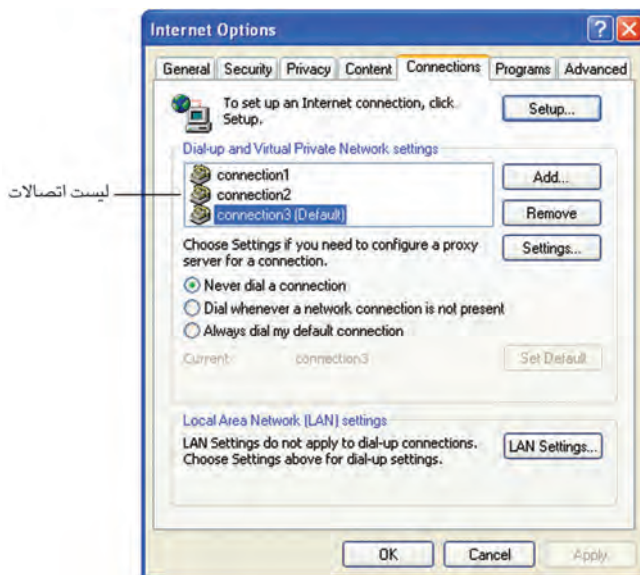 Internet Options
General Security Privacy Content Connections Programs Advanced
To set up an Internet connection, click
Setup.
Setup...
Dial-up and Virtual Private Network settings
connection1
connection2
connection3 (Default)
لیست اتصالات
Add...
Remove
Choose Settings if you need to configure a proxy
server for a connection.
Settings...
Never dial a connection
Dial whenever a network connection is not present
Always dial my default connection
Current: connection3
Set Default
Local Area Network (LAN) settings
LAN Settings do not apply to dial-up connections.
Choose Settings above for dial-up settings.
LAN Settings...
OK Cancel Apply